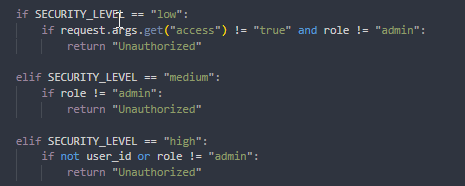 if SECURITY_LEVEL == "low":
    if request.args.get("access") != "true" and role != "admin":
        return "Unauthorized"

elif SECURITY_LEVEL == "medium":
    if role != "admin":
        return "Unauthorized"

elif SECURITY_LEVEL == "high":
    if not user_id or role != "admin":
        return "Unauthorized"